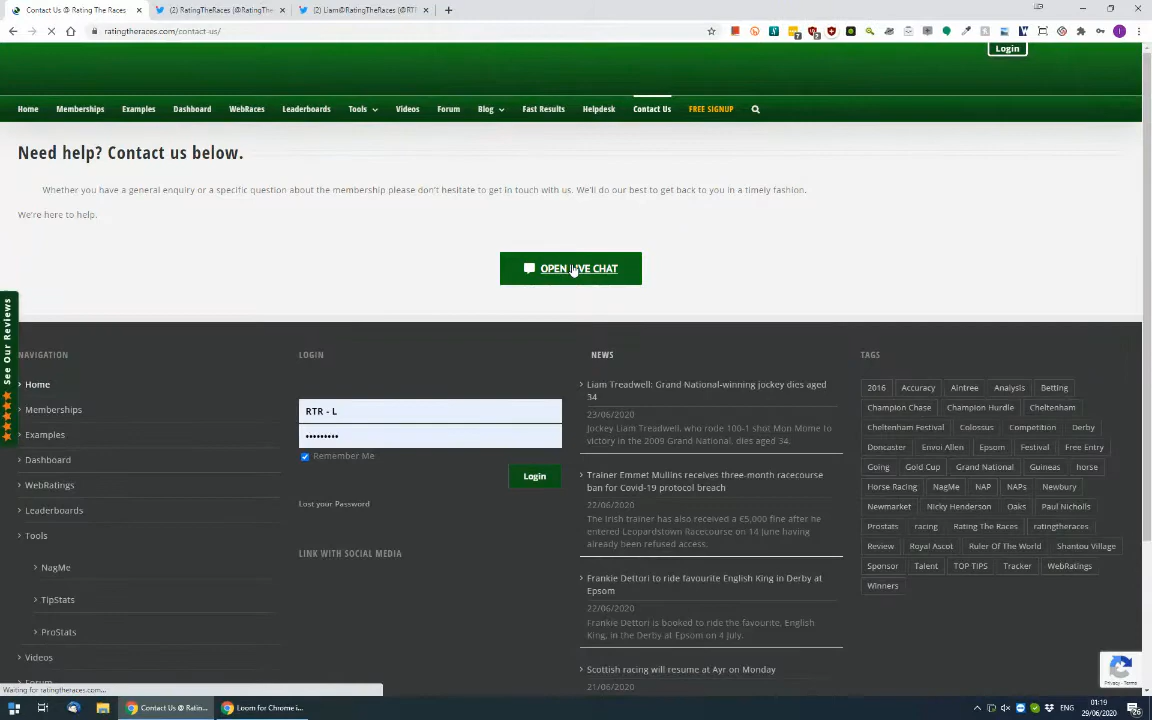 Contact Us @ Rating The Races
(2) RatingTheRaces (@RatingThe
(2) Liam@RatingTheRaces (@RTF
ratingtheraces.com/contact-us/
Login
Home Memberships Examples Dashboard WebRaces Leaderboards Tools Videos Forum Blog Fast Results Helpdesk Contact Us FREE SIGNUP
Need help? Contact us below.
Whether you have a general enquiry or a specific question about the membership please don't hesitate to get in touch with us. We'll do our best to get back to you in a timely fashion.
We're here to help.
OPEN LIVE CHAT
See Our Reviews
NAVIGATION
Home
Memberships
Examples
Dashboard
WebRatings
Leaderboards
Tools
NagMe
TipStats
ProStats
Videos
Forum
LOGIN
RTR - L
•••••••••
Remember Me
Login
Lost your Password
LINK WITH SOCIAL MEDIA
NEWS
Liam Treadwell: Grand National-winning jockey dies aged
34
23/06/2020
Jockey Liam Treadwell, who rode 100-1 shot Mon Mome to
victory in the 2009 Grand National, dies aged 34.
Trainer Emmet Mullins receives three-month racecourse
ban for Covid-19 protocol breach
22/06/2020
The Irish trainer has also received a €5,000 fine after he
entered Leopardstown Racecourse on 14 June having
already been refused access.
Frankie Dettori to ride favourite English King in Derby at
Epsom
22/06/2020
Frankie Dettori is booked to ride the favourite, English
King, in the Derby at Epsom on 4 July.
Scottish racing will resume at Ayr on Monday
21/06/2020
TAGS
2016 Accuracy Aintree Analysis Betting
Champion Chase Champion Hurdle Cheltenham
Cheltenham Festival Colossus Competition Derby
Doncaster Envoi Allen Epsom Festival Free Entry
Going Gold Cup Grand National Guineas horse
Horse Racing NagMe NAP NAPs Newbury
Newmarket Nicky Henderson Oaks Paul Nicholls
Prostats racing Rating The Races ratingtheraces
Review Royal Ascot Ruler Of The World Shantou Village
Sponsor Talent TOP TIPS Tracker WebRatings
Winners
Privacy - Terms
Waiting for ratingtheraces.com...
Contact Us @ Ratin...
Loom for Chrome i...
ENG
01:19
29/06/2020
26